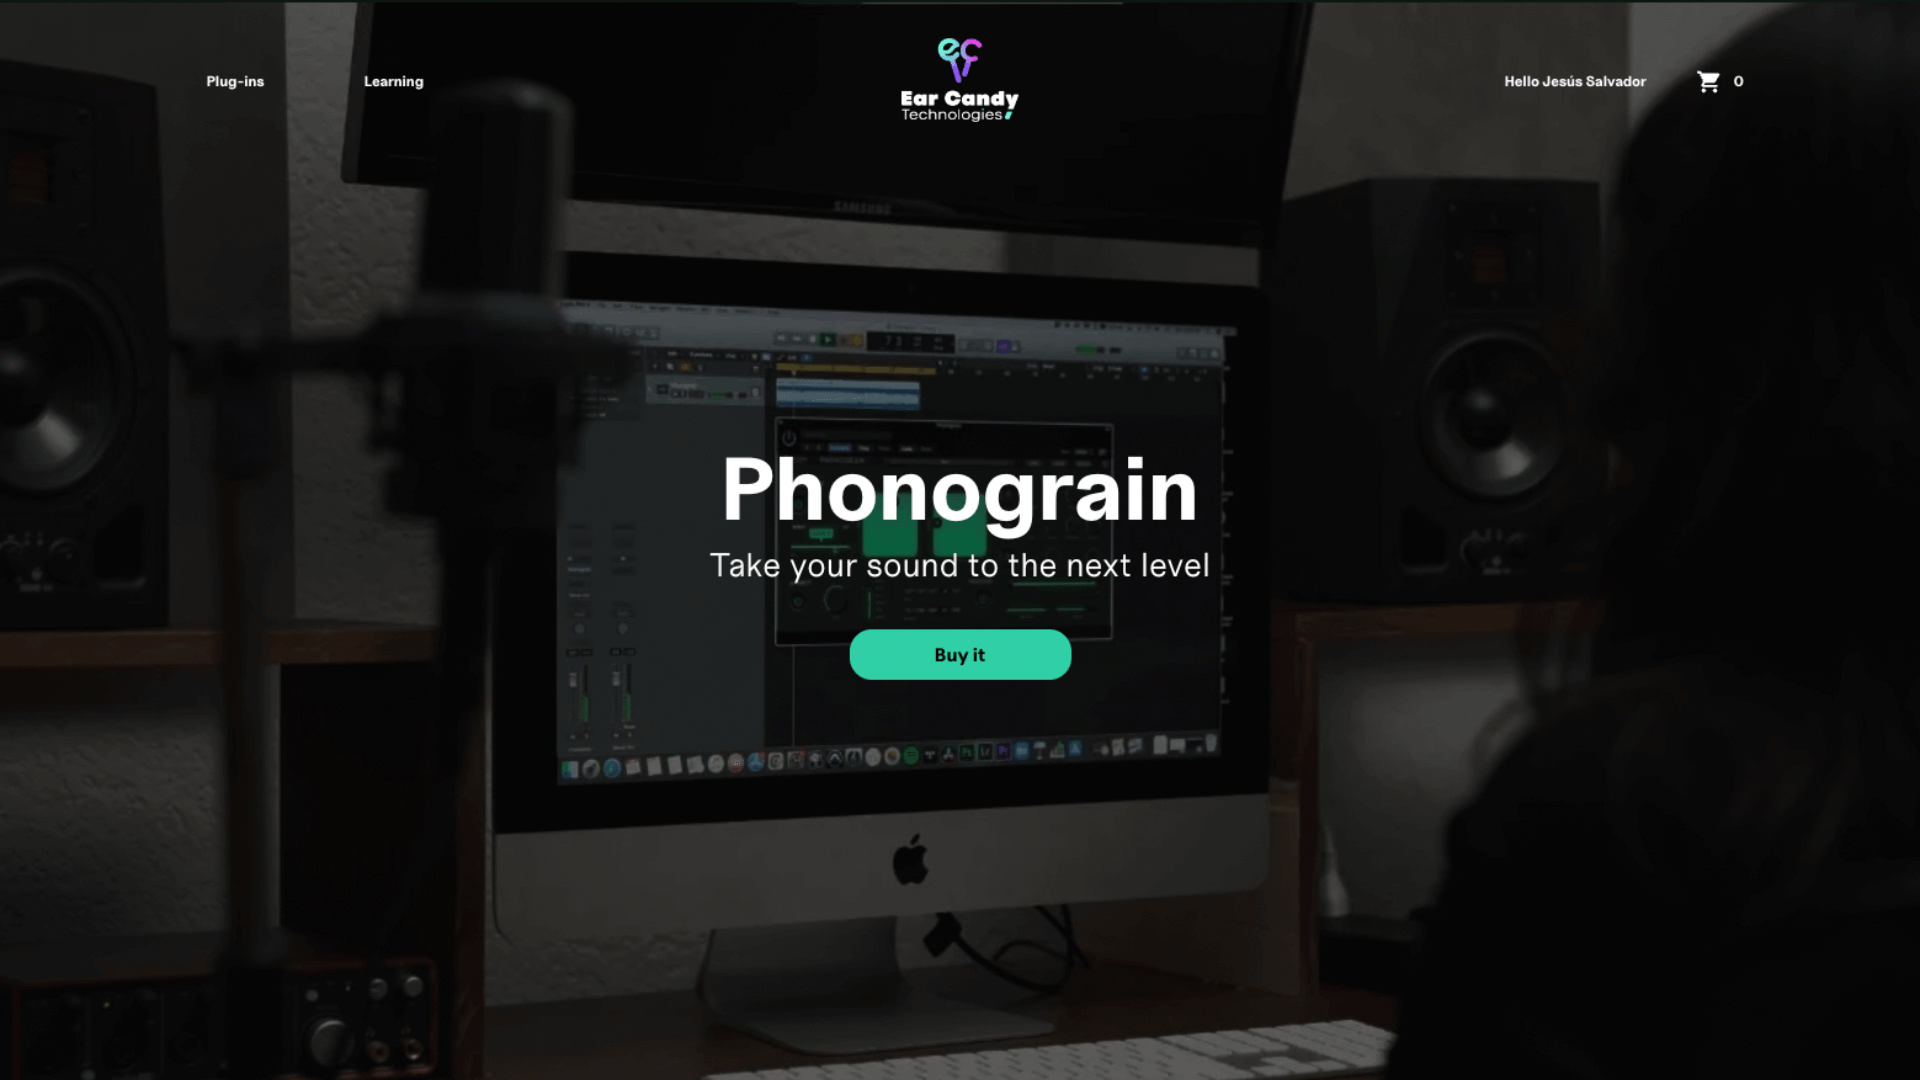 Plug-ins
Learning
Ear Candy
Technologies
Hello Jesús Salvador
0
SAMSUNG
Phonograin
Take your sound to the next level
Buy it